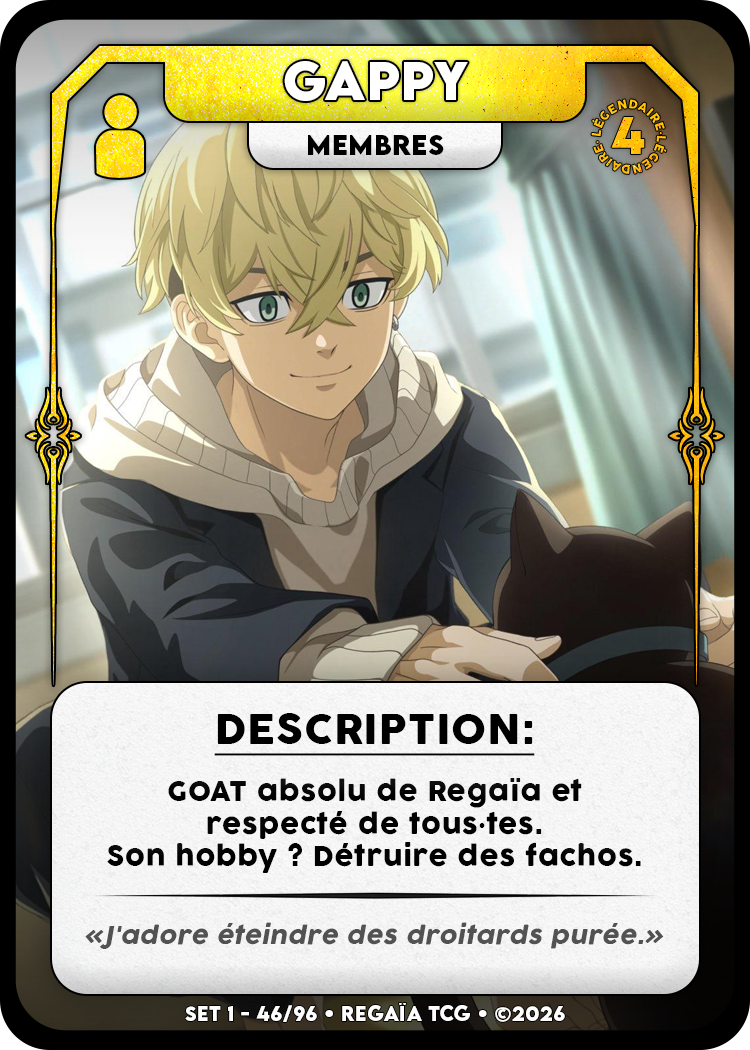 GAPPY
MEMBRES
LÉGENDAIRE·LÉGENDAIRE·
4
DESCRIPTION:
GOAT absolu de Regaïa et
respecté de tous·tes.
Son hobby ? Détruire des fachos.
«J'adore éteindre des droitards purée.»
SET 1 - 46/96 • REGAÏA TCG • ©2026